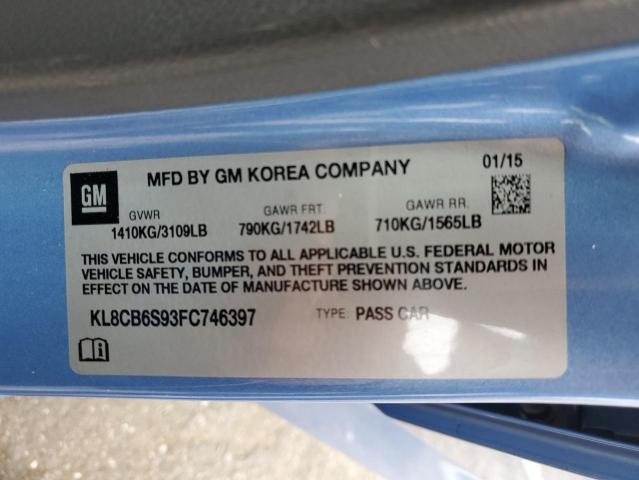 GM
MFD BY GM KOREA COMPANY 01/15
GVWR GAWR FRT. GAWR RR.
1410KG/3109LB 790KG/1742LB 710KG/1565LB
THIS VEHICLE CONFORMS TO ALL APPLICABLE U.S. FEDERAL MOTOR
VEHICLE SAFETY, BUMPER, AND THEFT PREVENTION STANDARDS IN
EFFECT ON THE DATE OF MANUFACTURE SHOWN ABOVE.
KL8CB6S93FC746397 TYPE: PASS CAR